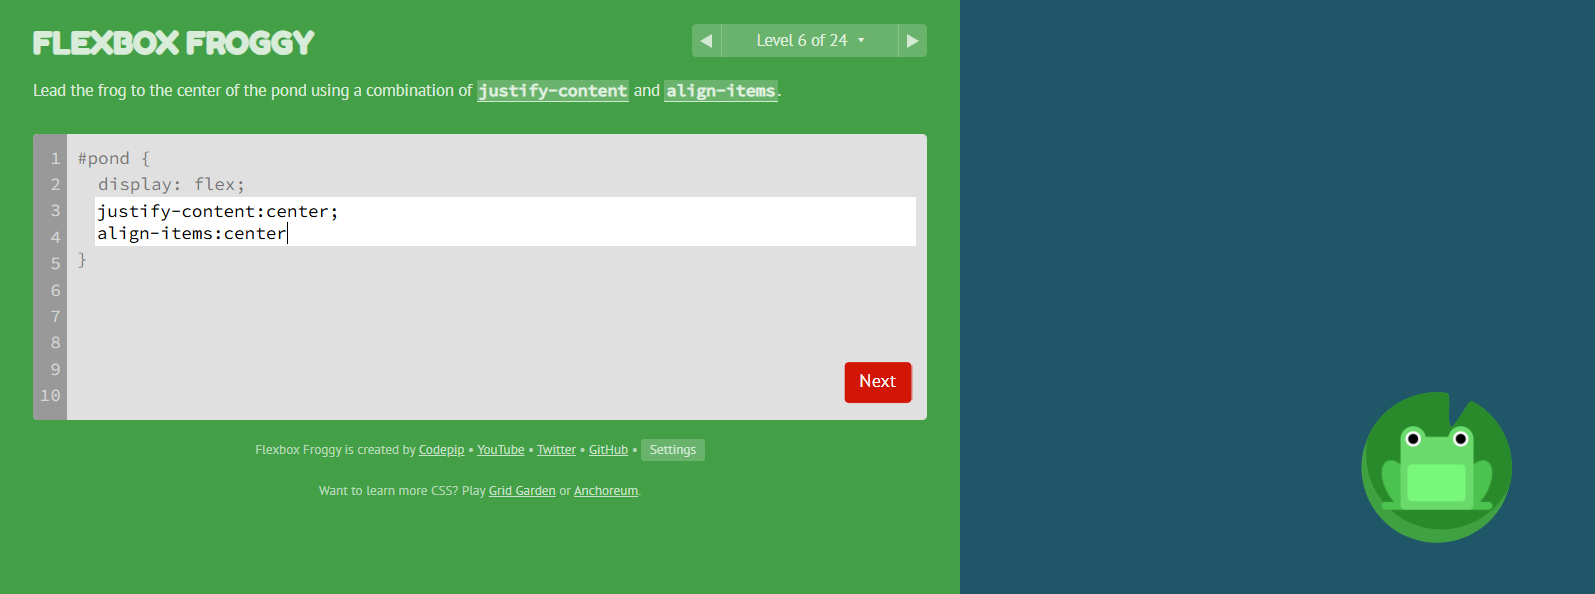 FLEXBOX FROGGY
◀ Level 6 of 24 ▾ ▶
Lead the frog to the center of the pond using a combination of justify-content and align-items.
1 #pond {
2 display: flex;
3 justify-content:center;
4 align-items:center
5 }
6
7
8
9
10
Next
Flexbox Froggy is created by Codepip • YouTube • Twitter • GitHub • Settings
Want to learn more CSS? Play Grid Garden or Anchoreum.